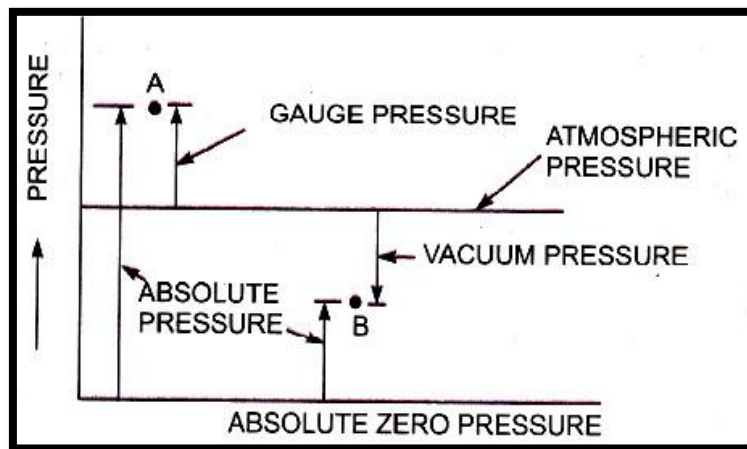 PRESSURE
A
GAUGE PRESSURE
ATMOSPHERIC
PRESSURE
VACUUM PRESSURE
ABSOLUTE
PRESSURE
B
ABSOLUTE ZERO PRESSURE